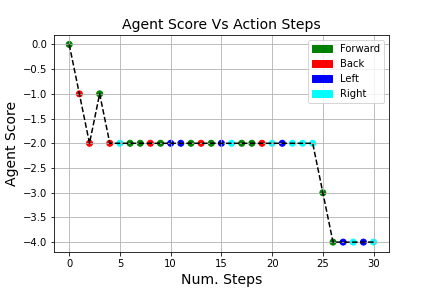 Agent Score Vs Action Steps
Agent Score
0.0
−0.5
−1.0
−1.5
−2.0
−2.5
−3.0
−3.5
−4.0
Forward
Back
Left
Right
0 5 10 15 20 25 30
Num. Steps